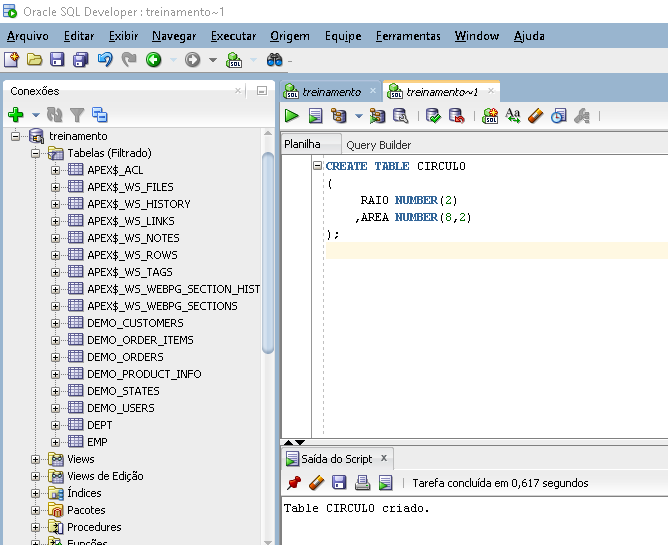 Oracle SQL Developer : treinamento~1
Arquivo Editar Exibir Navegar Executar Origem Equipe Ferramentas Window Ajuda
Conexões
treinamento
Tabelas (Filtrado)
APEX$_ACL
APEX$_WS_FILES
APEX$_WS_HISTORY
APEX$_WS_LINKS
APEX$_WS_NOTES
APEX$_WS_ROWS
APEX$_WS_TAGS
APEX$_WS_WEBPG_SECTION_HIST
APEX$_WS_WEBPG_SECTIONS
DEMO_CUSTOMERS
DEMO_ORDER_ITEMS
DEMO_ORDERS
DEMO_PRODUCT_INFO
DEMO_STATES
DEMO_USERS
DEPT
EMP
Views
Views de Edição
Índices
Pacotes
Procedures
Funções
treinamento treinamento~1
Planilha Query Builder
CREATE TABLE CIRCULO
(
RAIO NUMBER(2)
,AREA NUMBER(8,2)
);
Saída do Script
Tarefa concluída em 0,617 segundos
Table CIRCULO criado.